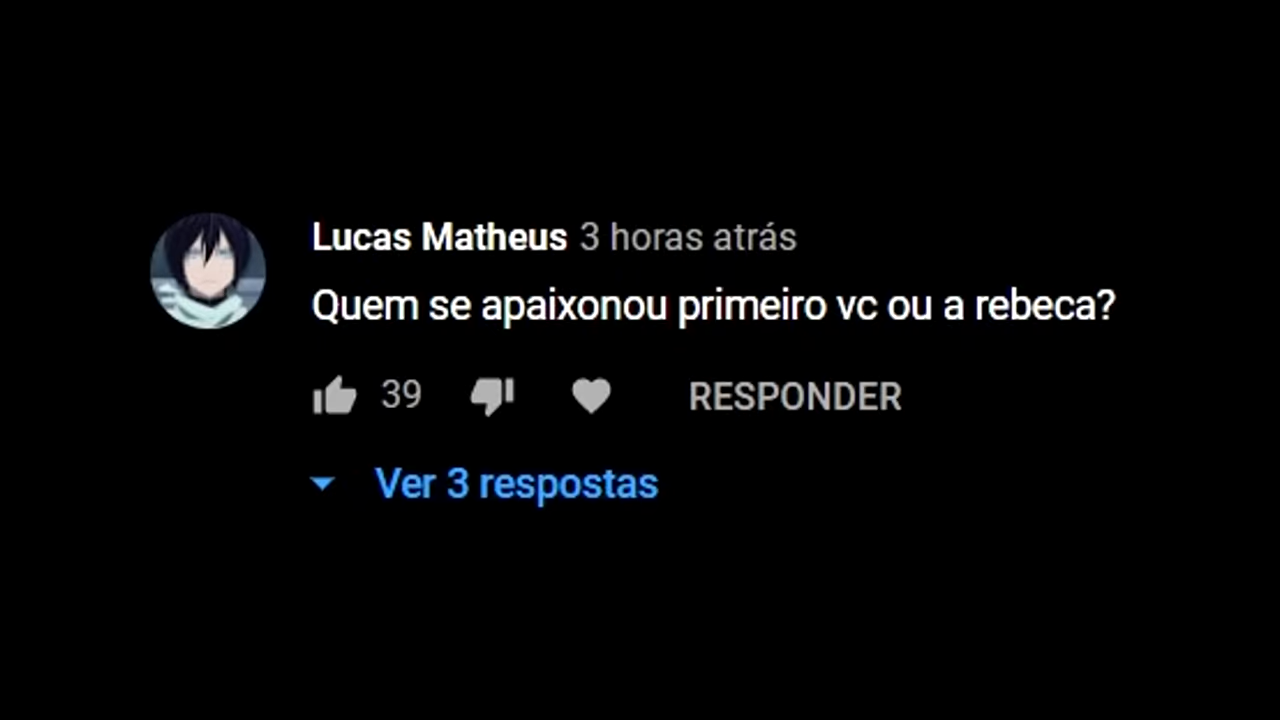 Lucas Matheus 3 horas atrás
Quem se apaixonou primeiro vc ou a rebeca?
39 RESPONDER
Ver 3 respostas